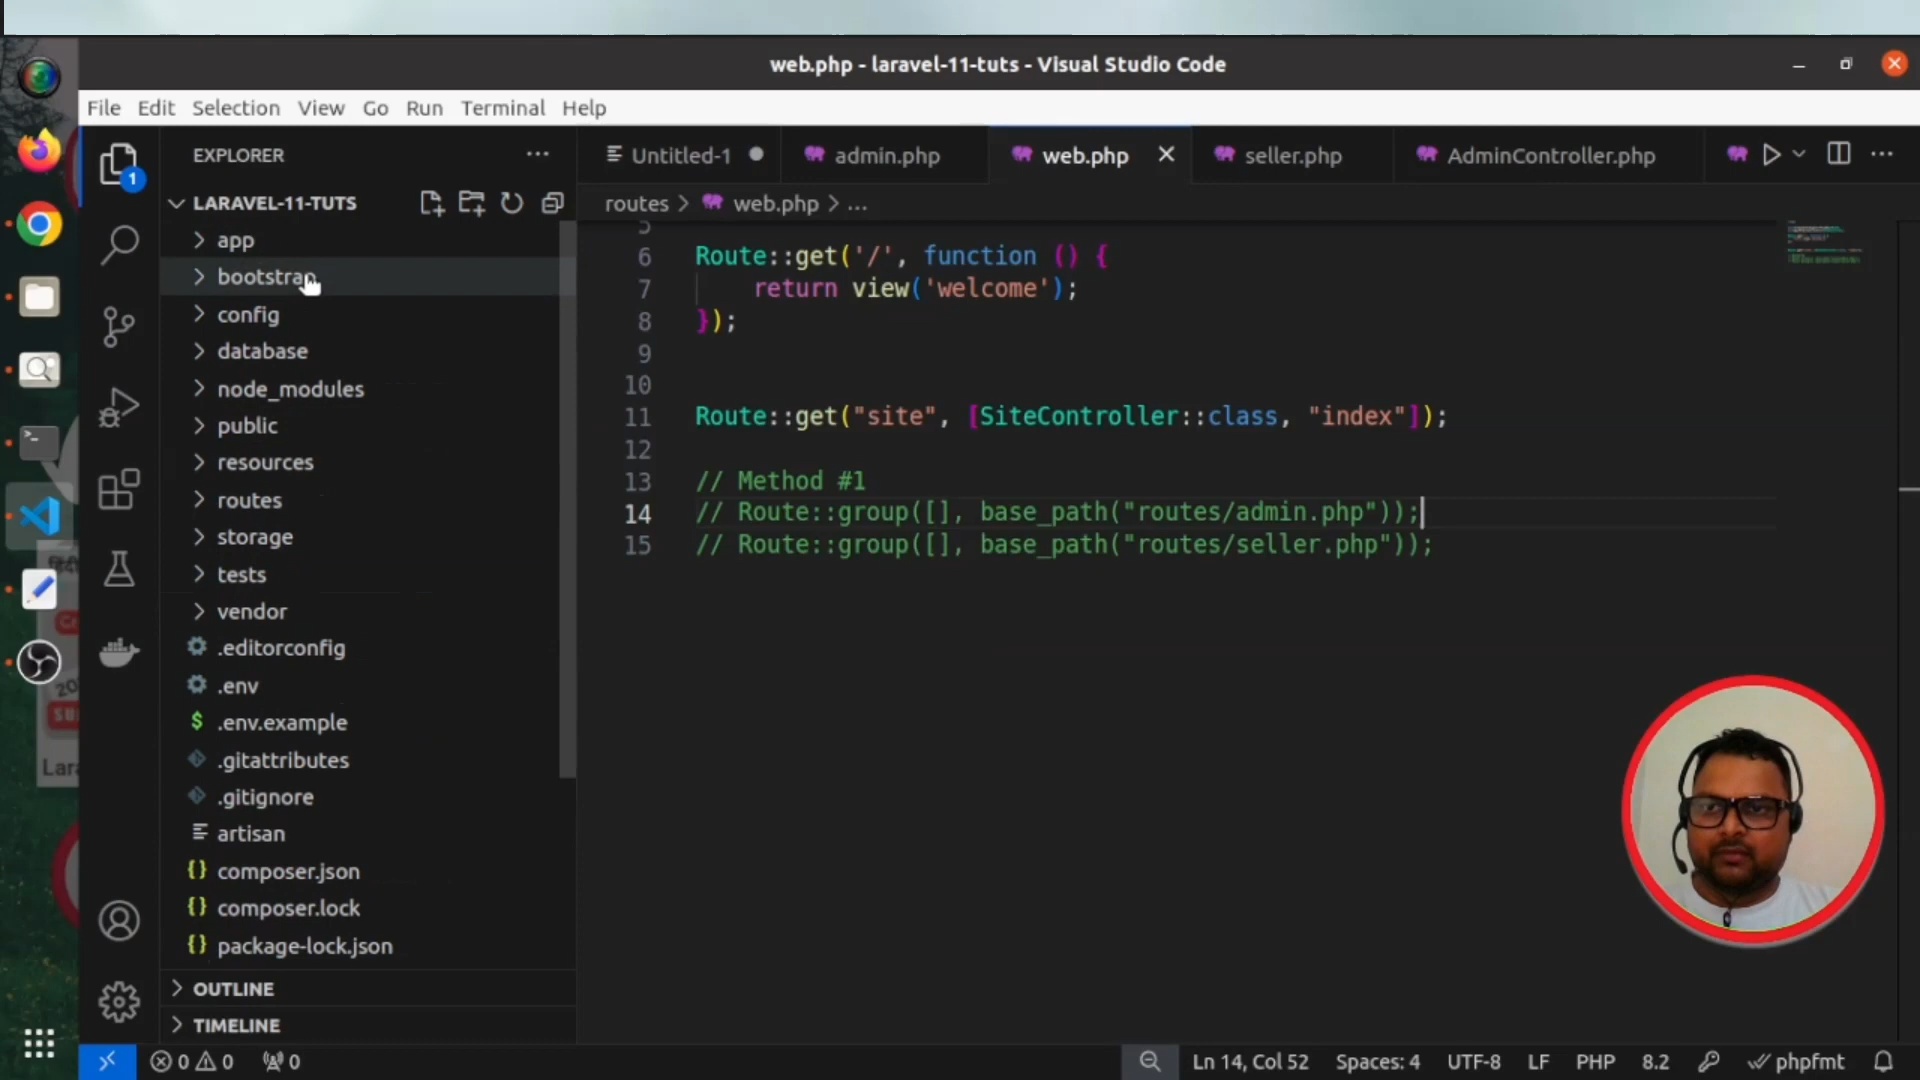 web.php - laravel-11-tuts - Visual Studio Code
File Edit Selection View Go Run Terminal Help
EXPLORER
Untitled-1
admin.php
web.php
seller.php
AdminController.php
1
LARAVEL-11-TUTS
routes > web.php > ...
app
bootstrap
config
database
node_modules
public
resources
routes
storage
tests
vendor
.editorconfig
.env
$ .env.example
.gitattributes
.gitignore
artisan
{} composer.json
{} composer.lock
{} package-lock.json
OUTLINE
TIMELINE
5
6 Route::get('/', function () {
7 return view('welcome');
8 });
9
10
11 Route::get("site", [SiteController::class, "index"]);
12
13 // Method #1
14 // Route::group([], base_path("routes/admin.php"));
15 // Route::group([], base_path("routes/seller.php"));
0 0 0
Ln 14, Col 52 Spaces: 4 UTF-8 LF PHP 8.2 phpfmt